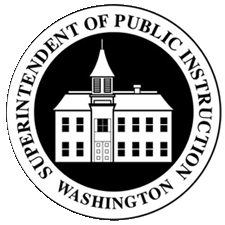 SUPERINTENDENT OF PUBLIC INSTRUCTION
WASHINGTON